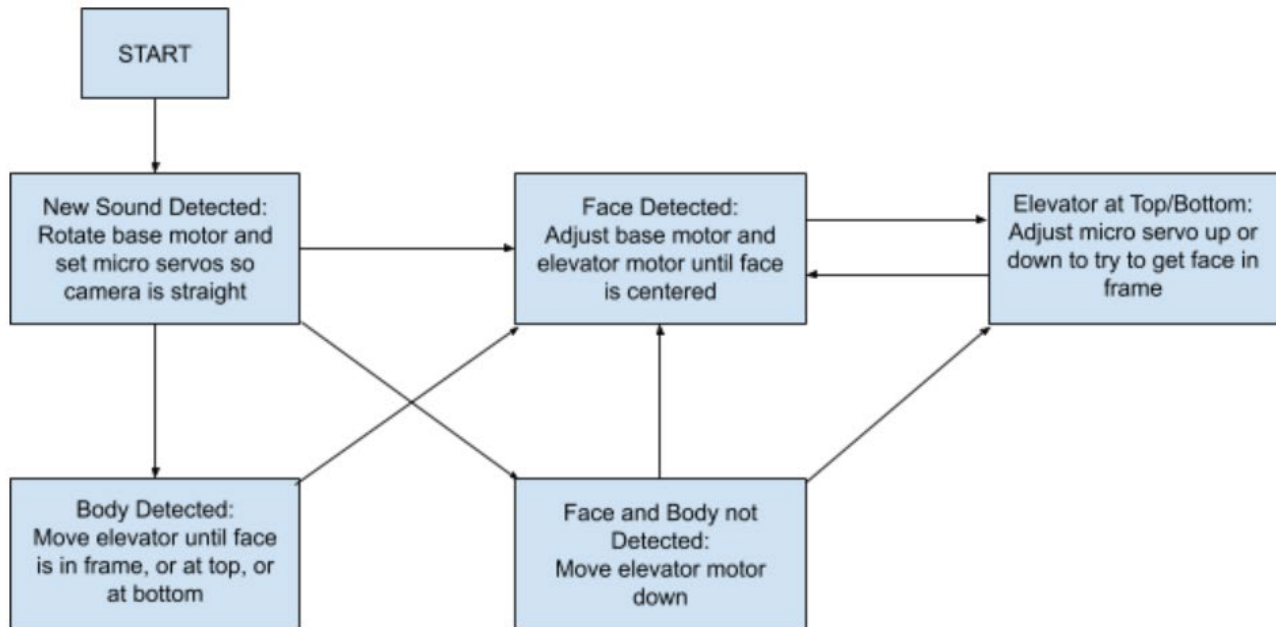 START
New Sound Detected:
Rotate base motor and
set micro servos so
camera is straight
Face Detected:
Adjust base motor and
elevator motor until face
is centered
Elevator at Top/Bottom:
Adjust micro servo up or
down to try to get face in
frame
Body Detected:
Move elevator until face
is in frame, or at top, or
at bottom
Face and Body not
Detected:
Move elevator motor
down